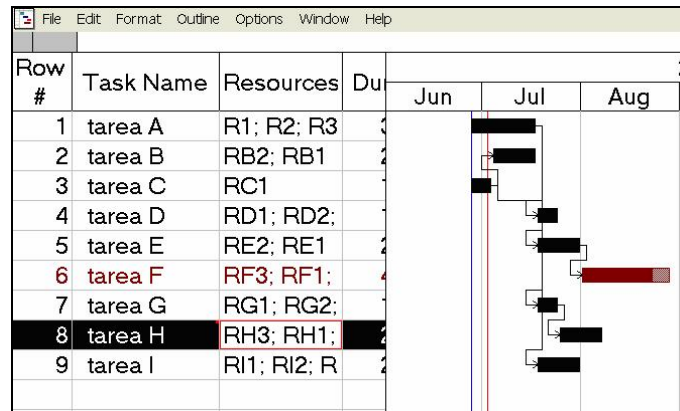 File Edit Format Outline Options Window Help
Row # Task Name Resources
Jun Jul Aug
1 tarea A R1; R2; R3
2 tarea B RB2; RB1
3 tarea C RC1
4 tarea D RD1; RD2;
5 tarea E RE2; RE1
6 tarea F RF3; RF1;
7 tarea G RG1; RG2;
8 tarea H RH3; RH1;
9 tarea I RI1; RI2; R